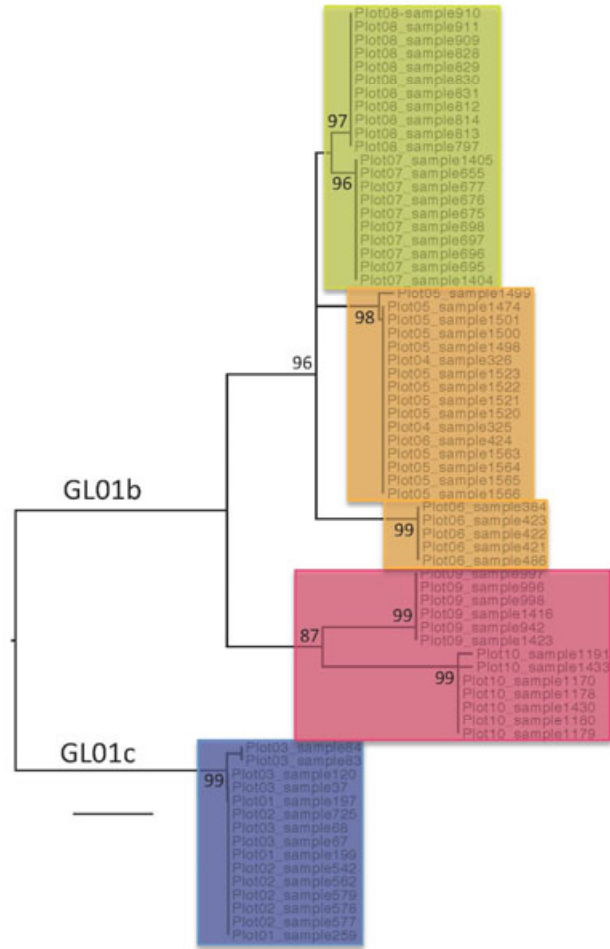 Plot08-sample910
Plot08_sample911
Plot08_sample909
Plot08_sample828
Plot08_sample829
Plot08_sample830
Plot08_sample831
Plot08_sample812
Plot08_sample814
Plot08_sample813
97
Plot08_sample797
Plot07_sample1405
Plot07_sample655
96
Plot07_sample677
Plot07_sample676
Plot07_sample675
Plot07_sample698
Plot07_sample697
Plot07_sample696
Plot07_sample695
Plot07_sample1404
Plot05_sample1499
Plot05_sample1474
98
Plot05_sample1501
Plot05_sample1500
Plot05_sample1498
Plot04_sample326
96
Plot05_sample1523
Plot05_sample1522
Plot05_sample1521
Plot05_sample1520
Plot04_sample325
Plot06_sample424
Plot05_sample1563
Plot05_sample1564
Plot05_sample1565
Plot05_sample1566
GL01b
Plot06_sample384
Plot06_sample423
99
Plot06_sample422
Plot06_sample421
Plot06_sample486
Plot09_sample997
Plot09_sample996
Plot09_sample998
99
Plot09_sample1416
Plot09_sample942
87
Plot09_sample1423
Plot10_sample1191
Plot10_sample1433
99
Plot10_sample1170
Plot10_sample1178
Plot10_sample1430
Plot10_sample1180
Plot10_sample1179
GL01c
Plot03_sample84
Plot03_sample83
99
Plot03_sample120
Plot03_sample37
Plot01_sample197
Plot02_sample725
Plot03_sample68
Plot03_sample67
Plot01_sample199
Plot02_sample542
Plot02_sample562
Plot02_sample579
Plot02_sample578
Plot02_sample577
Plot01_sample259